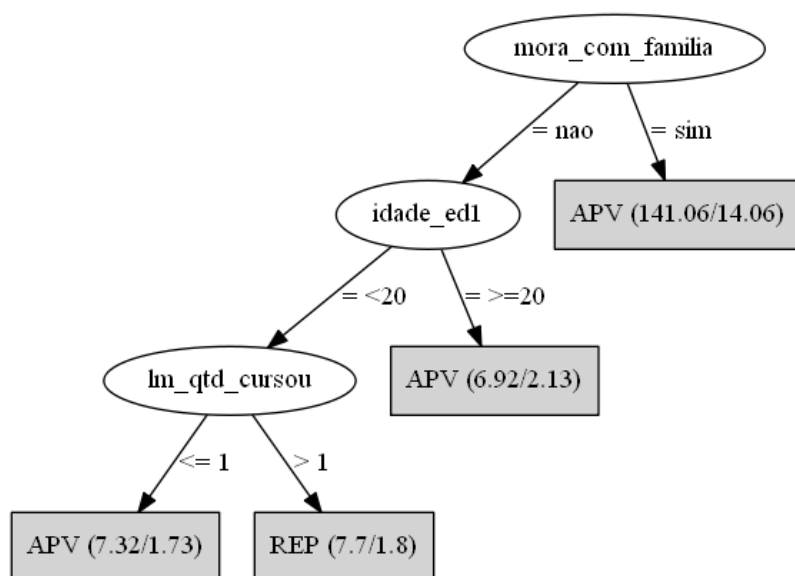 mora_com_familia
= nao
= sim
idade_ed1
APV (141.06/14.06)
= <20
= >=20
lm_qtd_cursou
APV (6.92/2.13)
<= 1
> 1
APV (7.32/1.73)
REP (7.7/1.8)